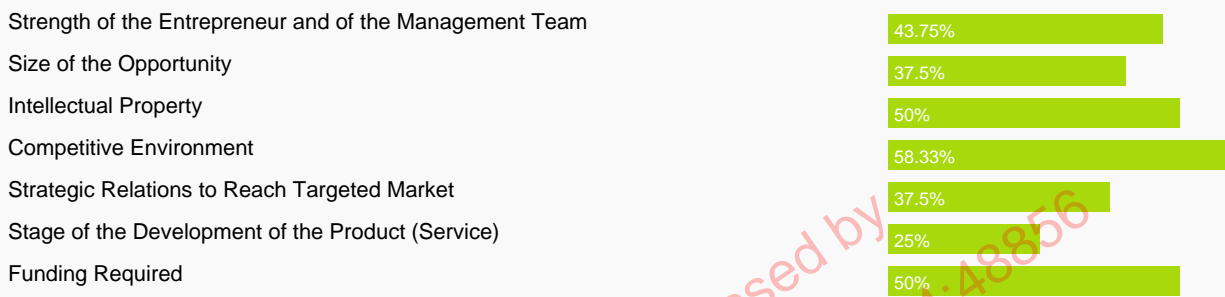 Strength of the Entrepreneur and of the Management Team 43.75%
Size of the Opportunity 37.5%
Intellectual Property 50%
Competitive Environment 58.33%
Strategic Relations to Reach Targeted Market 37.5%
Stage of the Development of the Product (Service) 25%
Funding Required 50%
by
48856